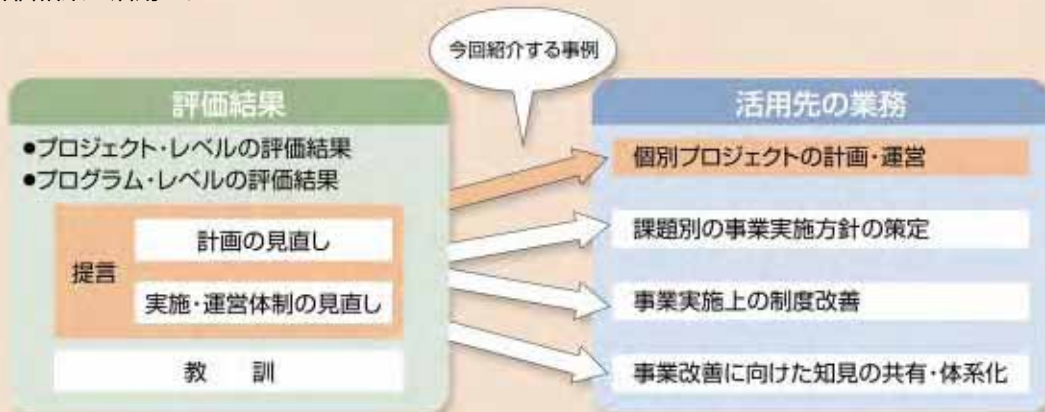 今回紹介する事例
評価結果
●プロジェクト・レベルの評価結果
●プログラム・レベルの評価結果
提言
計画の見直し
実施・運営体制の見直し
教 訓
活用先の業務
個別プロジェクトの計画・運営
課題別の事業実施方針の策定
事業実施上の制度改善
事業改善に向けた知見の共有・体系化